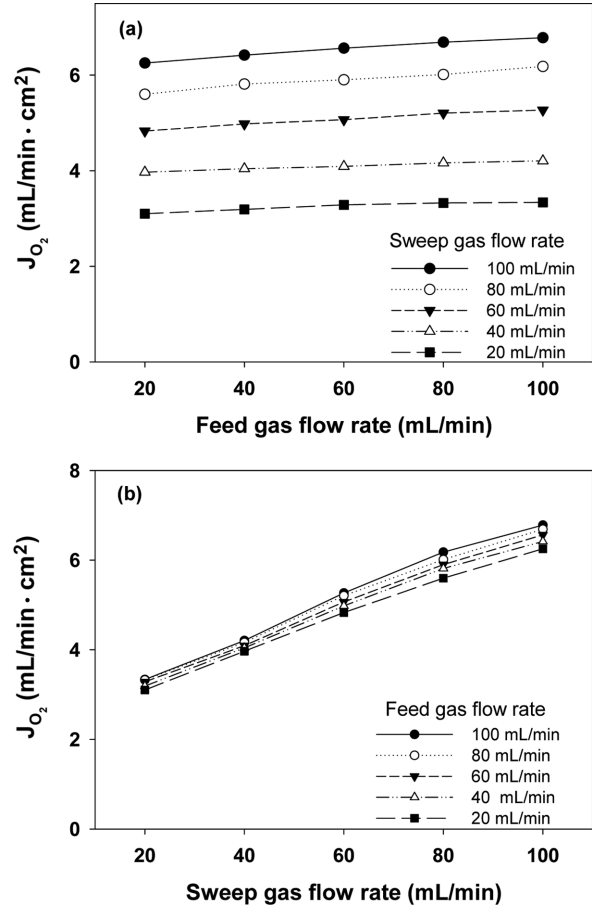 (a)
6
4
2
0
J_O₂ (mL/min · cm²)
Sweep gas flow rate
100 mL/min
80 mL/min
60 mL/min
40 mL/min
20 mL/min
20 40 60 80 100
Feed gas flow rate (mL/min)
(b)
8
6
4
2
0
J_O₂ (mL/min · cm²)
Feed gas flow rate
100 mL/min
80 mL/min
60 mL/min
40 mL/min
20 mL/min
20 40 60 80 100
Sweep gas flow rate (mL/min)